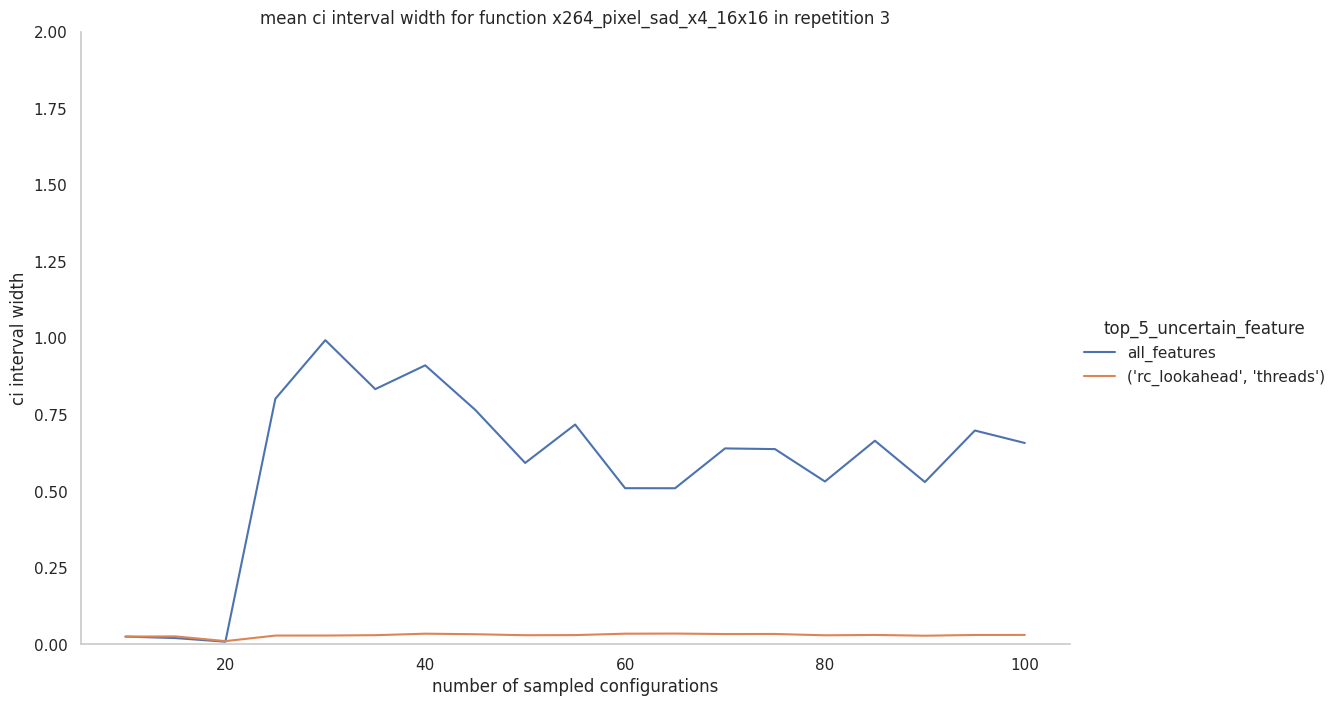 mean ci interval width for function x264_pixel_sad_x4_16x16 in repetition 3
2.00
1.75
1.50
1.25
1.00
0.75
0.50
0.25
0.00
ci interval width
20
40
60
80
100
number of sampled configurations
top_5_uncertain_feature
all_features
('rc_lookahead', 'threads')